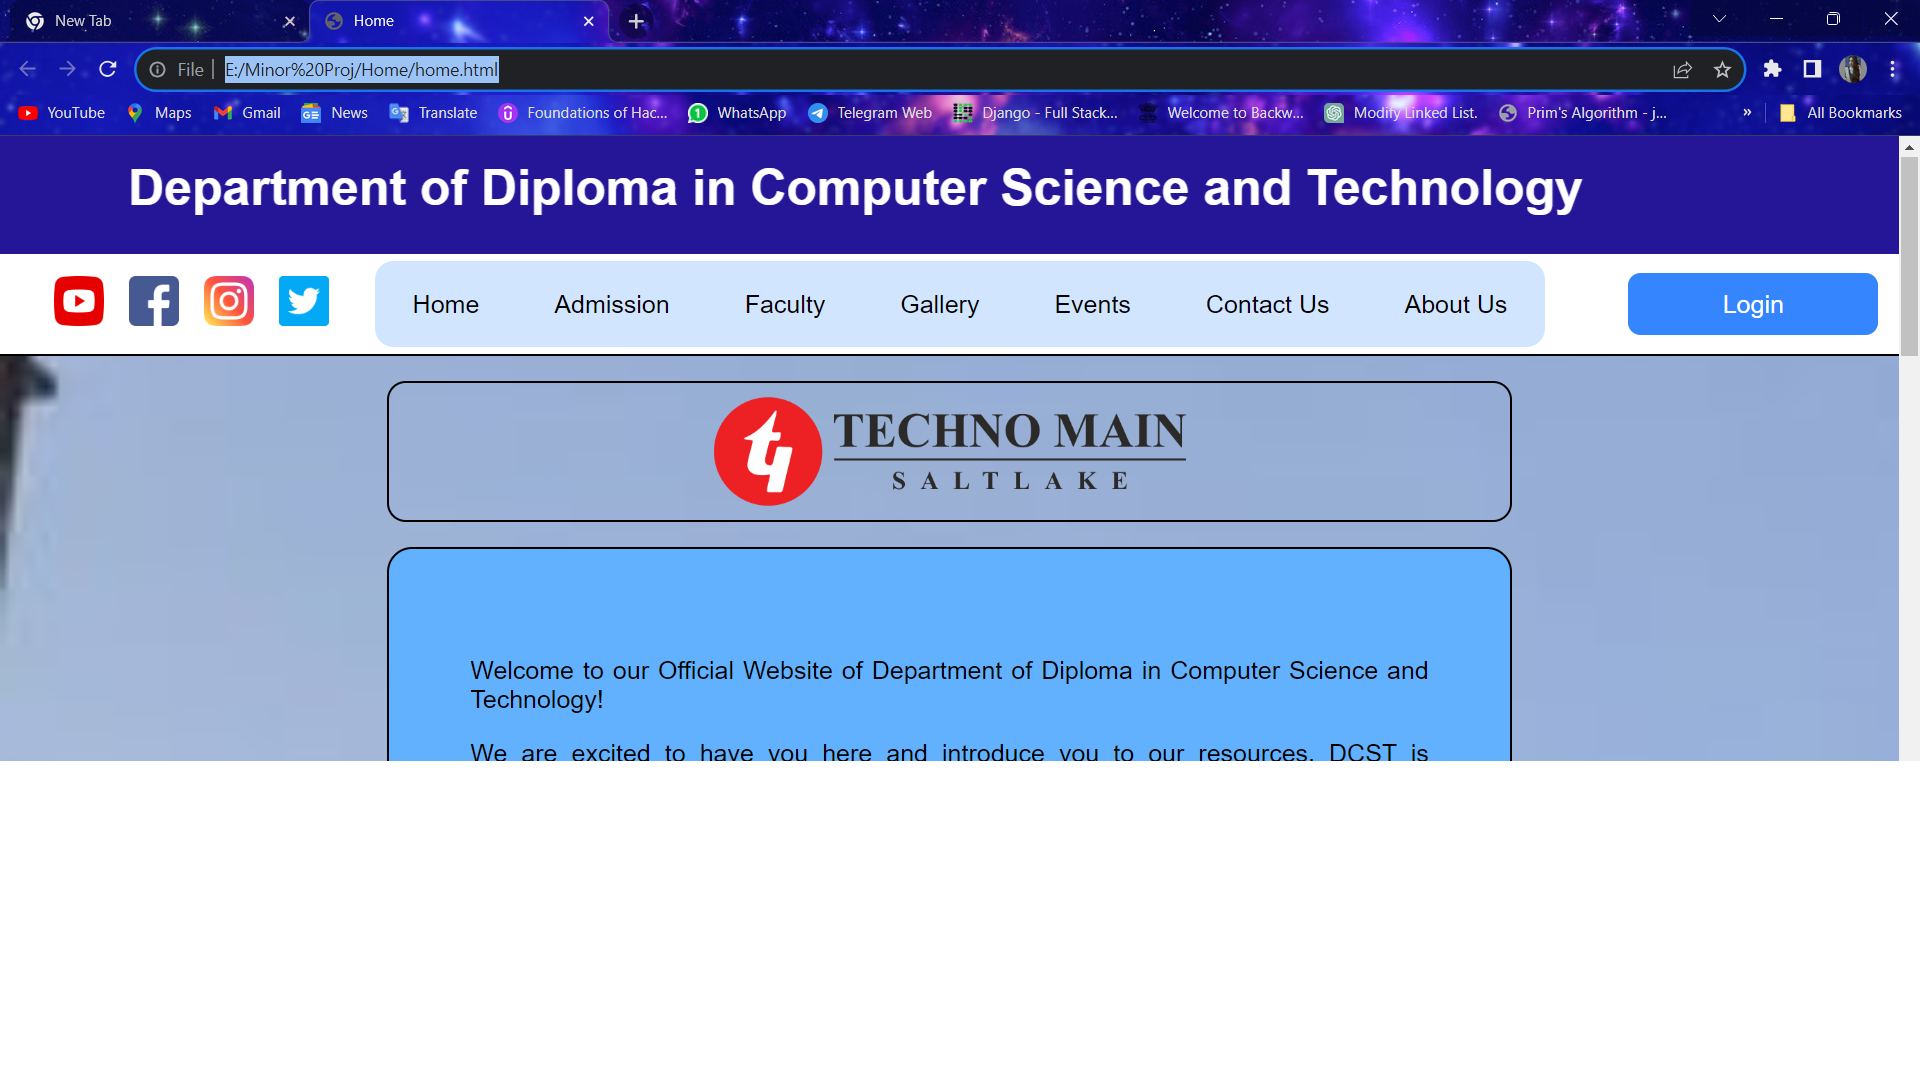 New Tab
Home
File
E:/Minor%20Proj/Home/home.html
YouTube
Maps
Gmail
News
Translate
Foundations of Hac...
WhatsApp
Telegram Web
Django - Full Stack...
Welcome to Backw...
Modify Linked List.
Prim's Algorithm - j...
»
All Bookmarks
Department of Diploma in Computer Science and Technology
Home
Admission
Faculty
Gallery
Events
Contact Us
About Us
Login
TECHNO MAIN
SALTLAKE
Welcome to our Official Website of Department of Diploma in Computer Science and
Technology!
We are excited to have you here and introduce you to our resources. DCST is